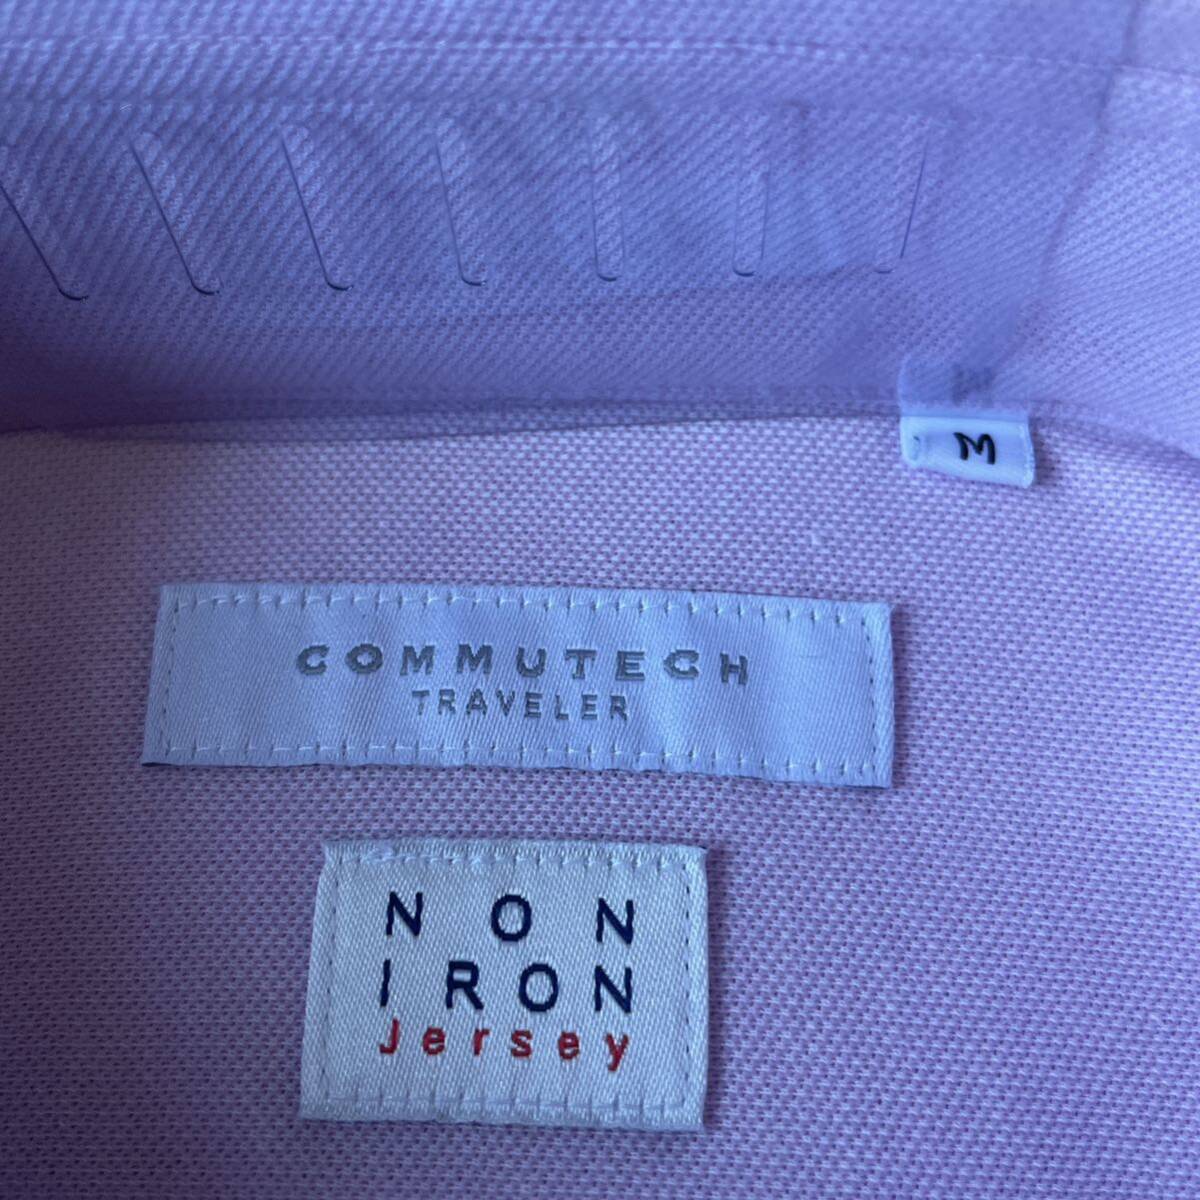 M
COMMUTECH
TRAVELER
NON
IRON
Jersey